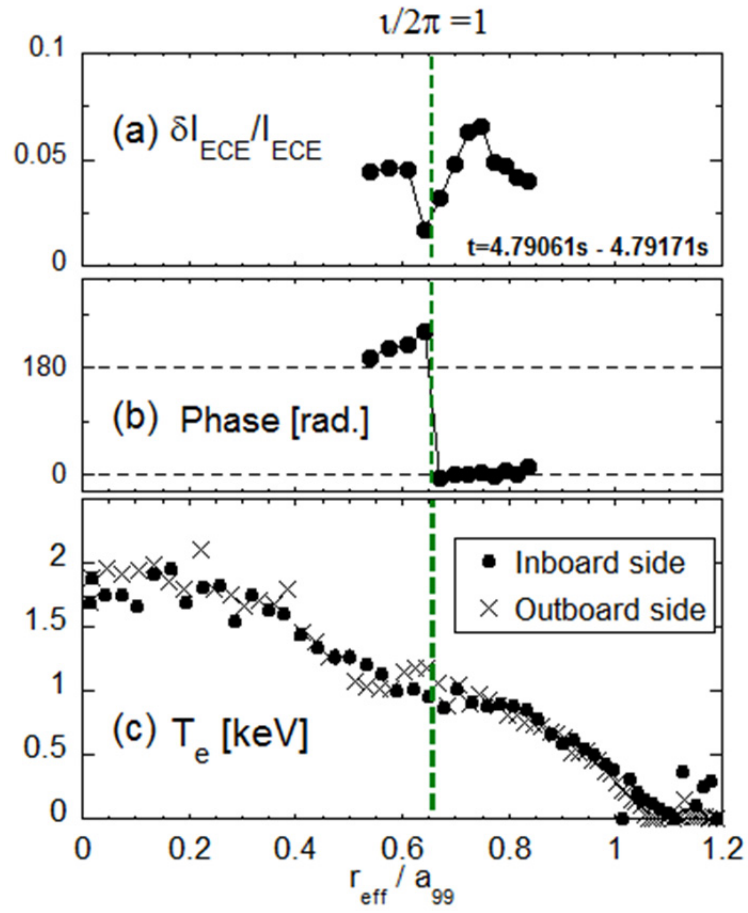 ι/2π =1
0.1
(a) δI_ECE/I_ECE
0.05
t=4.79061s - 4.79171s
0
180
(b) Phase [rad.]
0
2
Inboard side
1.5
Outboard side
1
(c) T_e [keV]
0.5
0
0 0.2 0.4 0.6 0.8 1 1.2
r_eff / a_99